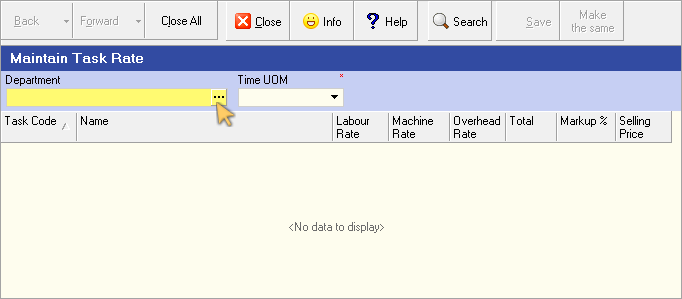 Back Forward Close All Close Info Help Search Save Make the same
Maintain Task Rate
Department Time UOM *
...
Task Code Name Labour Rate Machine Rate Overhead Rate Total Markup % Selling Price
<No data to display>